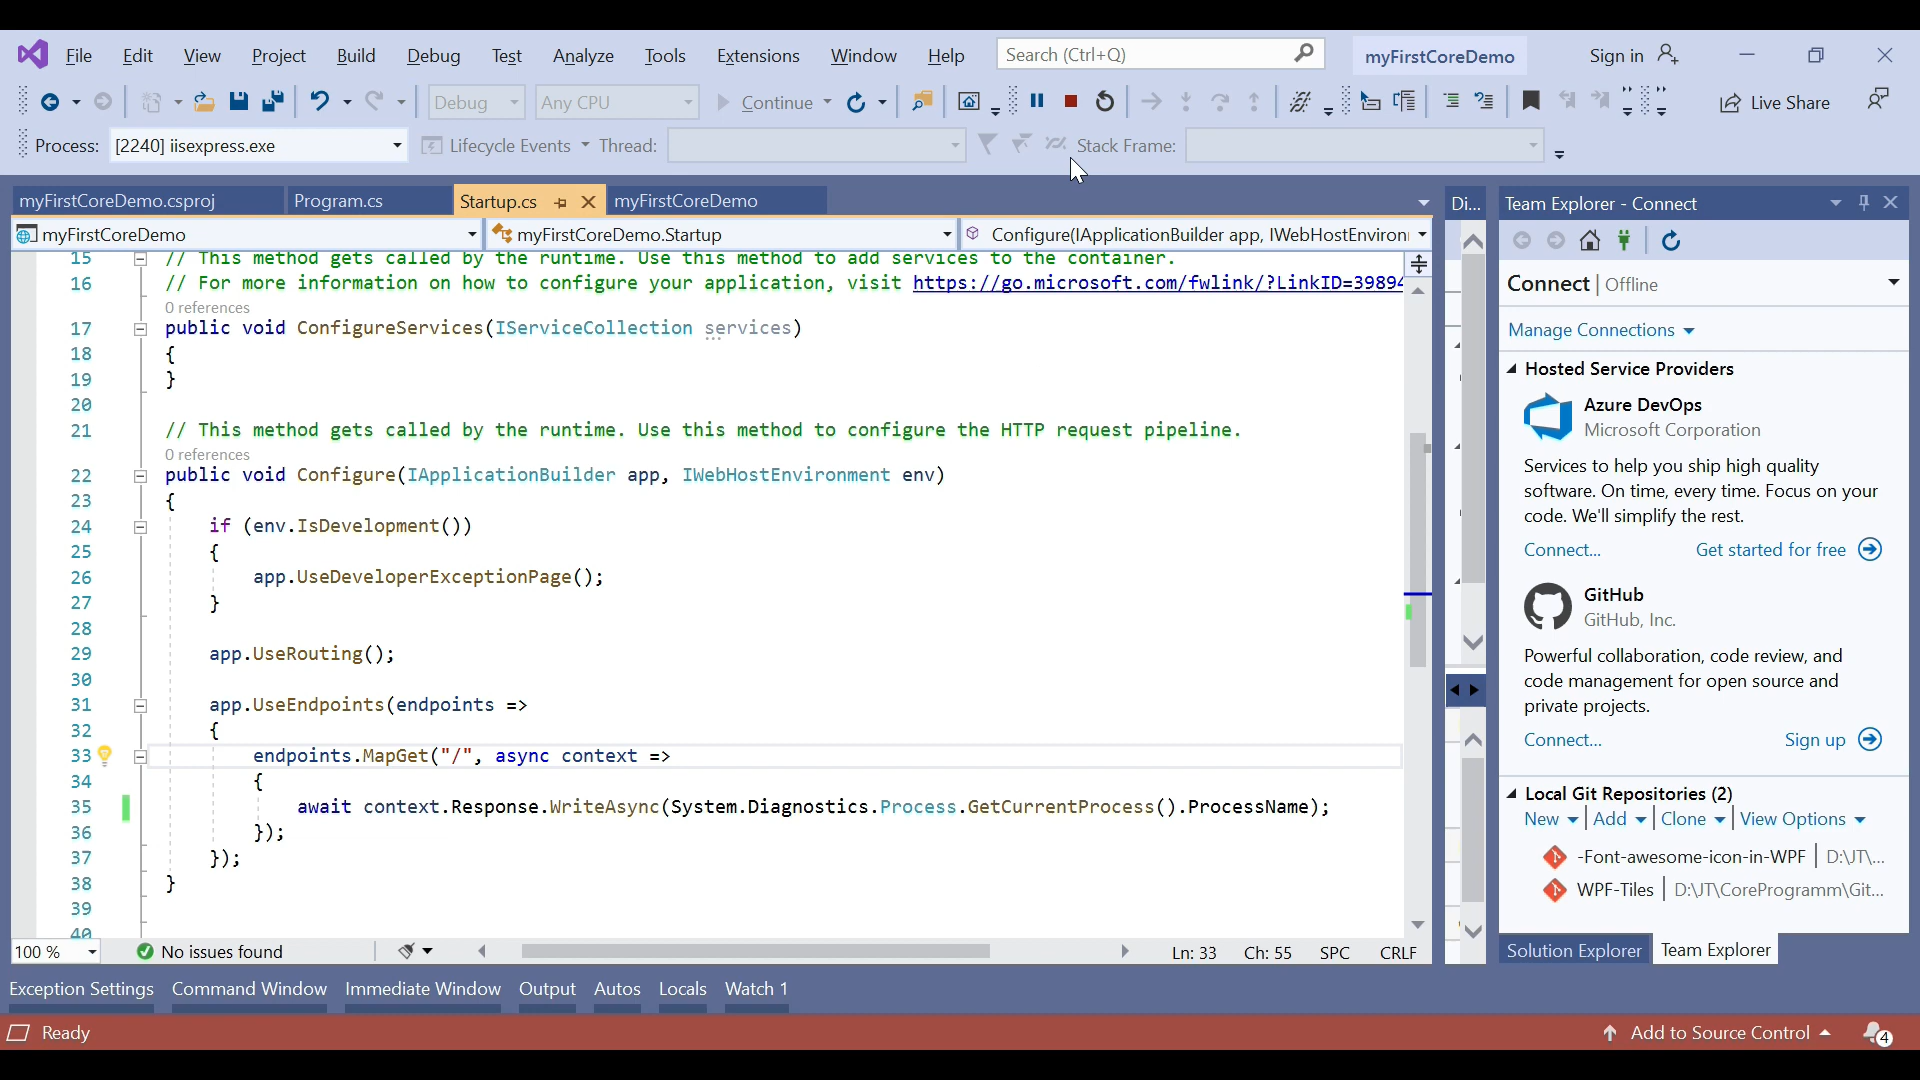 File Edit View Project Build Debug Test Analyze Tools Extensions Window Help Search (Ctrl+Q) myFirstCoreDemo Sign in
Debug Any CPU Continue Live Share
Process: [2240] iisexpress.exe Lifecycle Events Thread: Stack Frame:
myFirstCoreDemo.csproj Program.cs Startup.cs myFirstCoreDemo Di... Team Explorer - Connect
myFirstCoreDemo myFirstCoreDemo.Startup Configure(IApplicationBuilder app, IWebHostEnviron
15 // This method gets called by the runtime. Use this method to add services to the container.
16 // For more information on how to configure your application, visit https://go.microsoft.com/fwlink/?LinkID=39894
0 references
17 public void ConfigureServices(IServiceCollection services)
18 {
19 }
20
21 // This method gets called by the runtime. Use this method to configure the HTTP request pipeline.
0 references
22 public void Configure(IApplicationBuilder app, IWebHostEnvironment env)
23 {
24 if (env.IsDevelopment())
25 {
26 app.UseDeveloperExceptionPage();
27 }
28
29 app.UseRouting();
30
31 app.UseEndpoints(endpoints =>
32 {
33 endpoints.MapGet("/", async context =>
34 {
35 await context.Response.WriteAsync(System.Diagnostics.Process.GetCurrentProcess().ProcessName);
36 });
37 });
38 }
39
40
100 % No issues found Ln: 33 Ch: 55 SPC CRLF
Connect | Offline
Manage Connections
Hosted Service Providers
Azure DevOps
Microsoft Corporation
Services to help you ship high quality
software. On time, every time. Focus on your
code. We'll simplify the rest.
Connect... Get started for free
GitHub
GitHub, Inc.
Powerful collaboration, code review, and
code management for open source and
private projects.
Connect... Sign up
Local Git Repositories (2)
New Add Clone View Options
-Font-awesome-icon-in-WPF D:\JT\...
WPF-Tiles D:\JT\CoreProgramm\Git...
Solution Explorer Team Explorer
Exception Settings Command Window Immediate Window Output Autos Locals Watch 1
Ready Add to Source Control 4